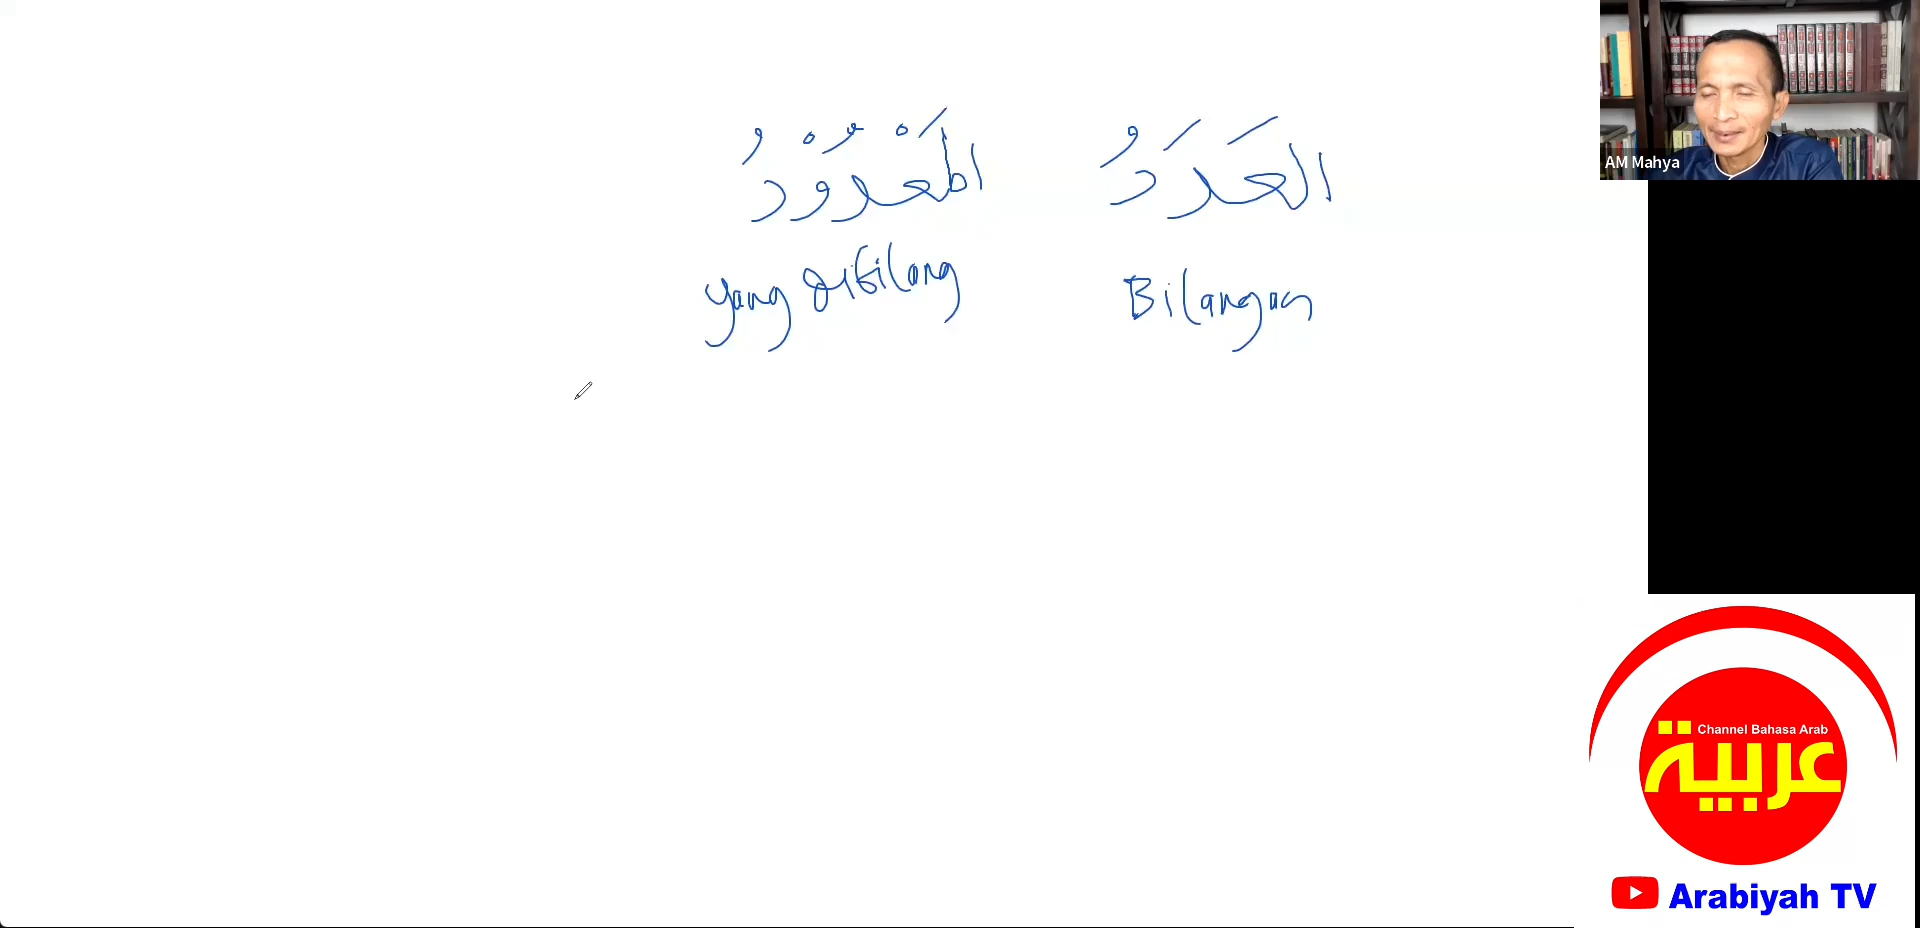 العَدَدُ
المَعْدُوْدُ
Bilangan
yang dibilang
AM Mahya
Channel Bahasa Arab
عربية
Arabiyah TV